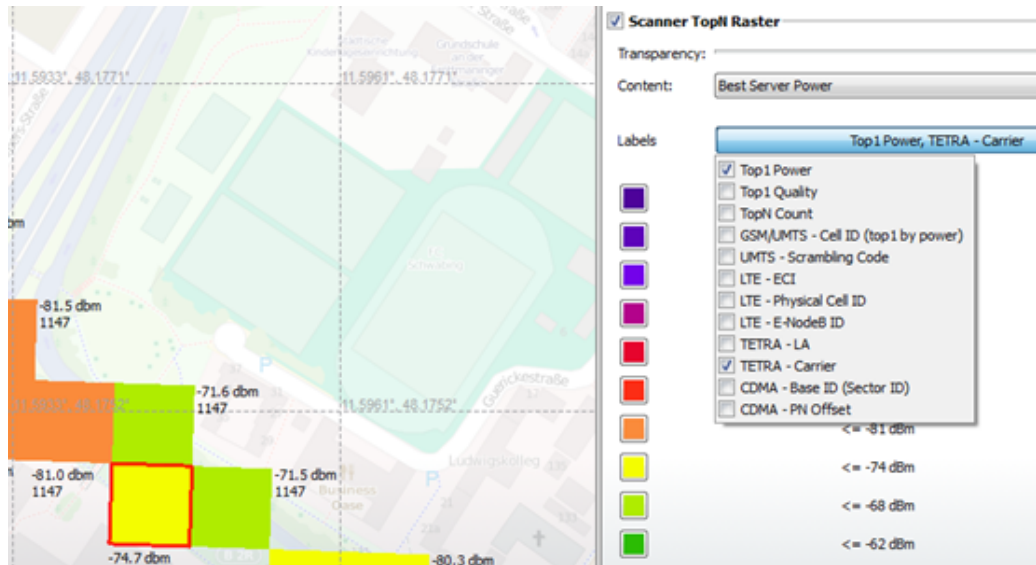 Städtische
Kindertageseinrichtung
Grundschule
an der
11.5933°, 48.1771°
11.5961°, 48.1771°
Schwabing
-81.5 dbm
1147
P
Guerickestraße
-71.6 dbm
1147
11.5933°, 48.1752°
11.5961°, 48.1752°
Ludwigskolleg
-81.0 dbm
1147
-71.5 dbm
1147
Business
Oase
P
-74.7 dbm
-80.3 dbm
Scanner TopN Raster
Transparency:
Content:
Best Server Power
Labels
Top1 Power, TETRA - Carrier
Top1 Power
Top1 Quality
TopN Count
GSM/UMTS - Cell ID (top1 by power)
UMTS - Scrambling Code
LTE - ECI
LTE - Physical Cell ID
LTE - E-NodeB ID
TETRA - LA
TETRA - Carrier
CDMA - Base ID (Sector ID)
CDMA - PN Offset
<= -81 dBm
<= -74 dBm
<= -68 dBm
<= -62 dBm